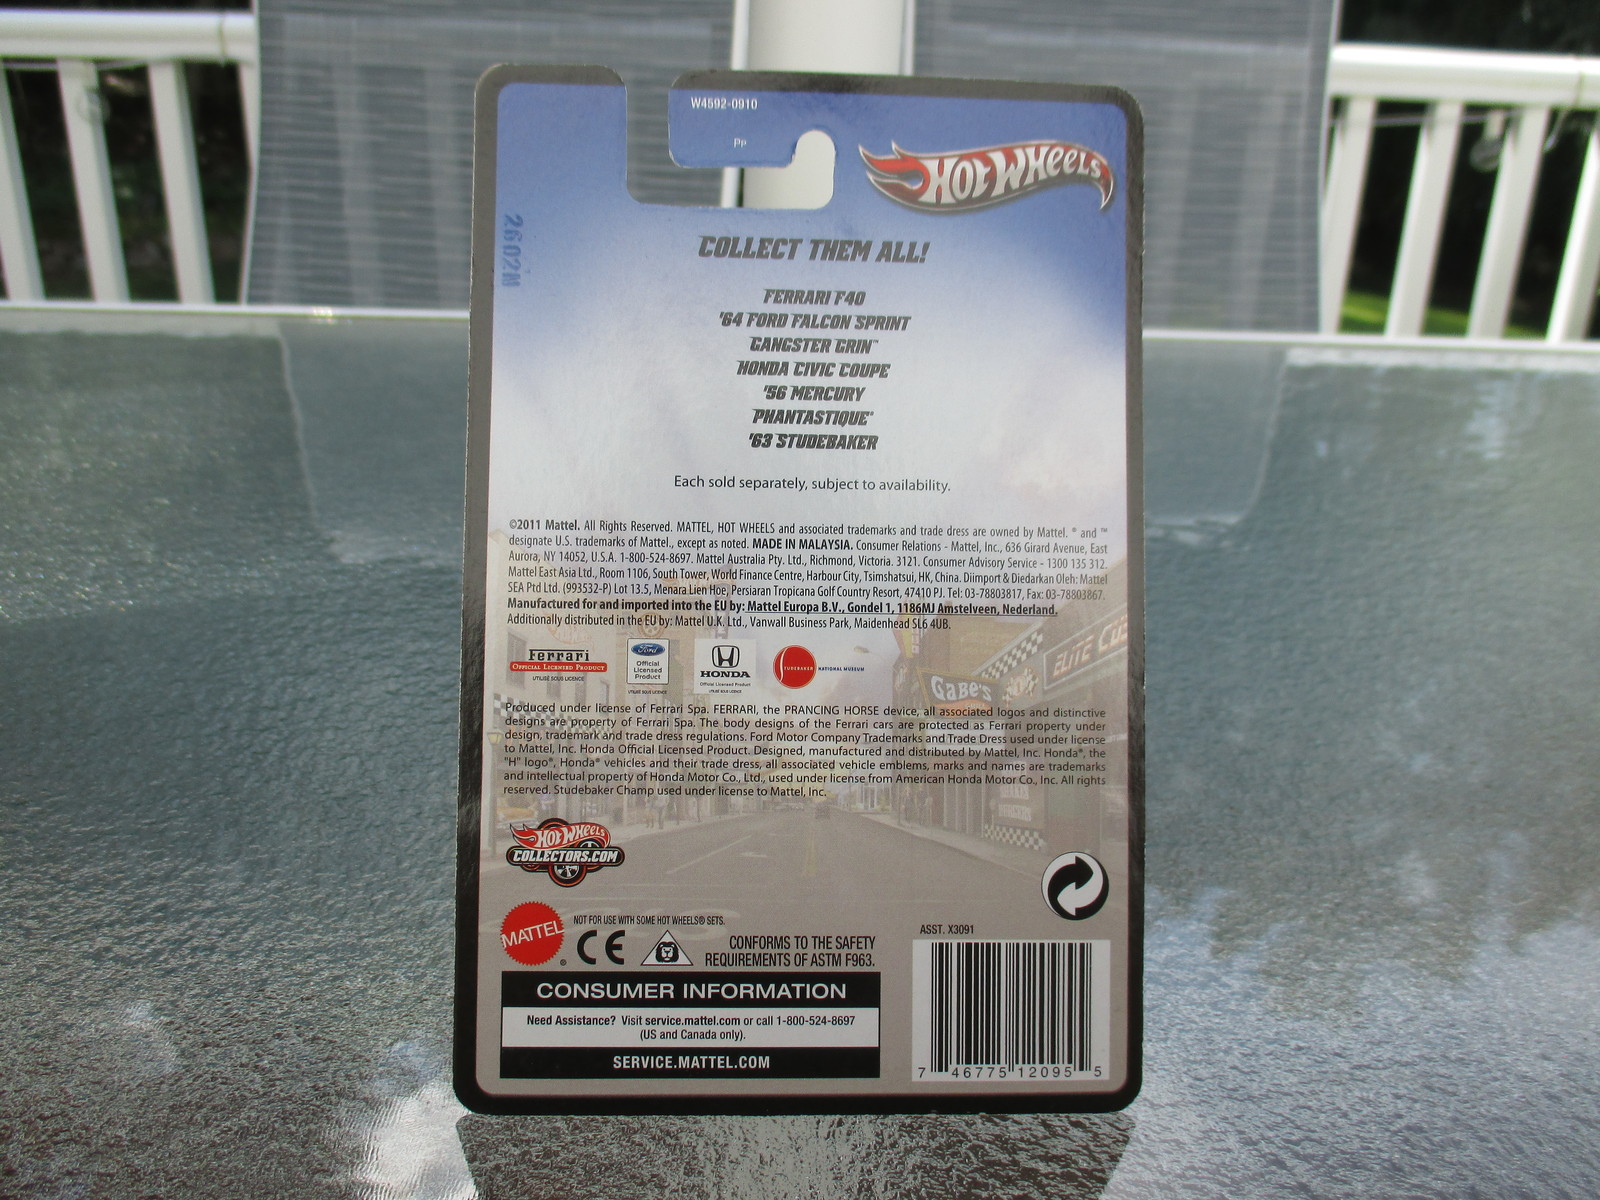 W4592-0910
Pp
HOT WHEELS
2602M
COLLECT THEM ALL!
FERRARI F40
'64 FORD FALCON SPRINT
GANGSTER GRIN™
HONDA CIVIC COUPE
'56 MERCURY
PHANTASTIQUE®
'63 STUDEBAKER
Each sold separately, subject to availability.
©2011 Mattel. All Rights Reserved. MATTEL, HOT WHEELS and associated trademarks and trade dress are owned by Mattel. ® and ™
designate U.S. trademarks of Mattel., except as noted. MADE IN MALAYSIA. Consumer Relations - Mattel, Inc., 636 Girard Avenue, East
Aurora, NY 14052, U.S.A. 1-800-524-8697. Mattel Australia Pty. Ltd., Richmond, Victoria. 3121. Consumer Advisory Service - 1300 135 312.
Mattel East Asia Ltd., Room 1106, South Tower, World Finance Centre, Harbour City, Tsimshatsui, HK, China. Diimport & Diedarkan Oleh: Mattel
SEA Ptd Ltd. (993532-P) Lot 13.5, Menara Lien Hoe, Persiaran Tropicana Golf Country Resort, 47410 PJ. Tel: 03-78803817, Fax: 03-78803867.
Manufactured for and imported into the EU by: Mattel Europa B.V., Gondel 1, 1186MJ Amstelveen, Nederland.
Additionally distributed in the EU by: Mattel U.K. Ltd., Vanwall Business Park, Maidenhead SL6 4UB.
Ferrari
OFFICIAL LICENSED PRODUCT
UTILISÉ SOUS LICENCE
Ford
Official
Licensed
Product
UTILISÉ SOUS LICENCE
HONDA
Official Licensed Product
UTILISÉ SOUS LICENCE
STUDEBAKER NATIONAL MUSEUM
ELITE CU
GABE'S
Produced under license of Ferrari Spa. FERRARI, the PRANCING HORSE device, all associated logos and distinctive
designs are property of Ferrari Spa. The body designs of the Ferrari cars are protected as Ferrari property under
design, trademark and trade dress regulations. Ford Motor Company Trademarks and Trade Dress used under license
to Mattel, Inc. Honda Official Licensed Product. Designed, manufactured and distributed by Mattel, Inc. Honda®, the
"H" logo®, Honda® vehicles and their trade dress, all associated vehicle emblems, marks and names are trademarks
and intellectual property of Honda Motor Co., Ltd., used under license from American Honda Motor Co., Inc. All rights
reserved. Studebaker Champ used under license to Mattel, Inc.
HOT WHEELS
COLLECTORS.COM
MATTEL®
NOT FOR USE WITH SOME HOT WHEELS® SETS.
CE
CONFORMS TO THE SAFETY
REQUIREMENTS OF ASTM F963.
CONSUMER INFORMATION
Need Assistance? Visit service.mattel.com or call 1-800-524-8697
(US and Canada only).
SERVICE.MATTEL.COM
ASST. X3091
7 46775 12095 5